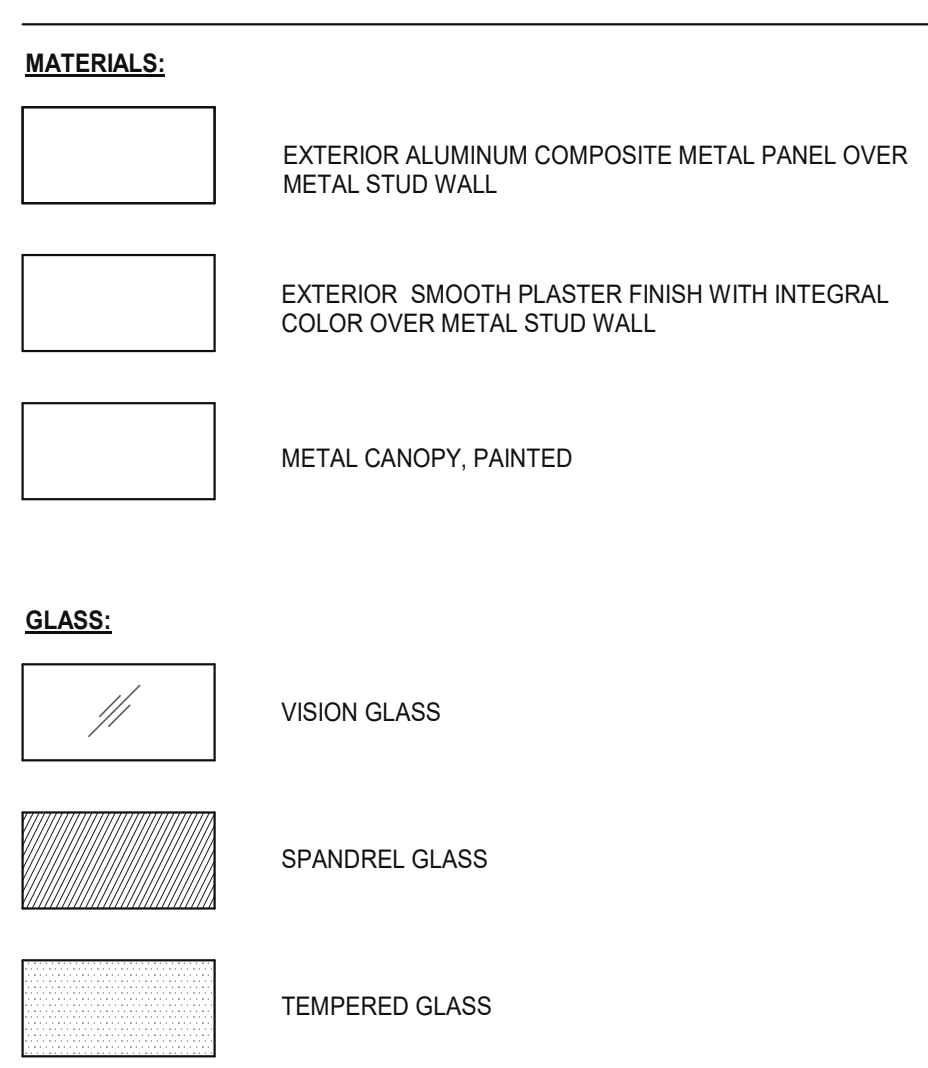 MATERIALS:
EXTERIOR ALUMINUM COMPOSITE METAL PANEL OVER
METAL STUD WALL
EXTERIOR  SMOOTH PLASTER FINISH WITH INTEGRAL
COLOR OVER METAL STUD WALL
METAL CANOPY, PAINTED
GLASS:
VISION GLASS
SPANDREL GLASS
TEMPERED GLASS